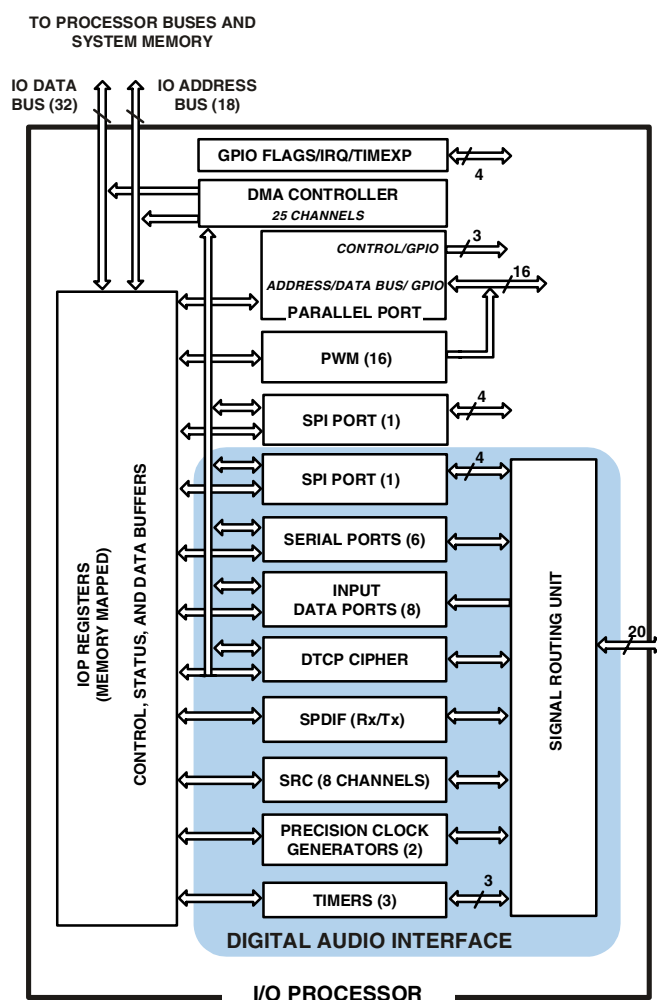 TO PROCESSOR BUSES AND
SYSTEM MEMORY
IO DATA
BUS (32)
IO ADDRESS
BUS (18)
GPIO FLAGS/IRQ/TIMEXP
4
DMA CONTROLLER
25 CHANNELS
CONTROL/GPIO
3
ADDRESS/DATA BUS/ GPIO
16
PARALLEL PORT
PWM (16)
SPI PORT (1)
4
SPI PORT (1)
4
SERIAL PORTS (6)
INPUT
DATA PORTS (8)
DTCP CIPHER
SPDIF (Rx/Tx)
SRC (8 CHANNELS)
PRECISION CLOCK
GENERATORS (2)
TIMERS (3)
3
IOP REGISTERS
(MEMORY MAPPED)
CONTROL, STATUS, AND DATA BUFFERS
SIGNAL ROUTING UNIT
20
DIGITAL AUDIO INTERFACE
I/O PROCESSOR